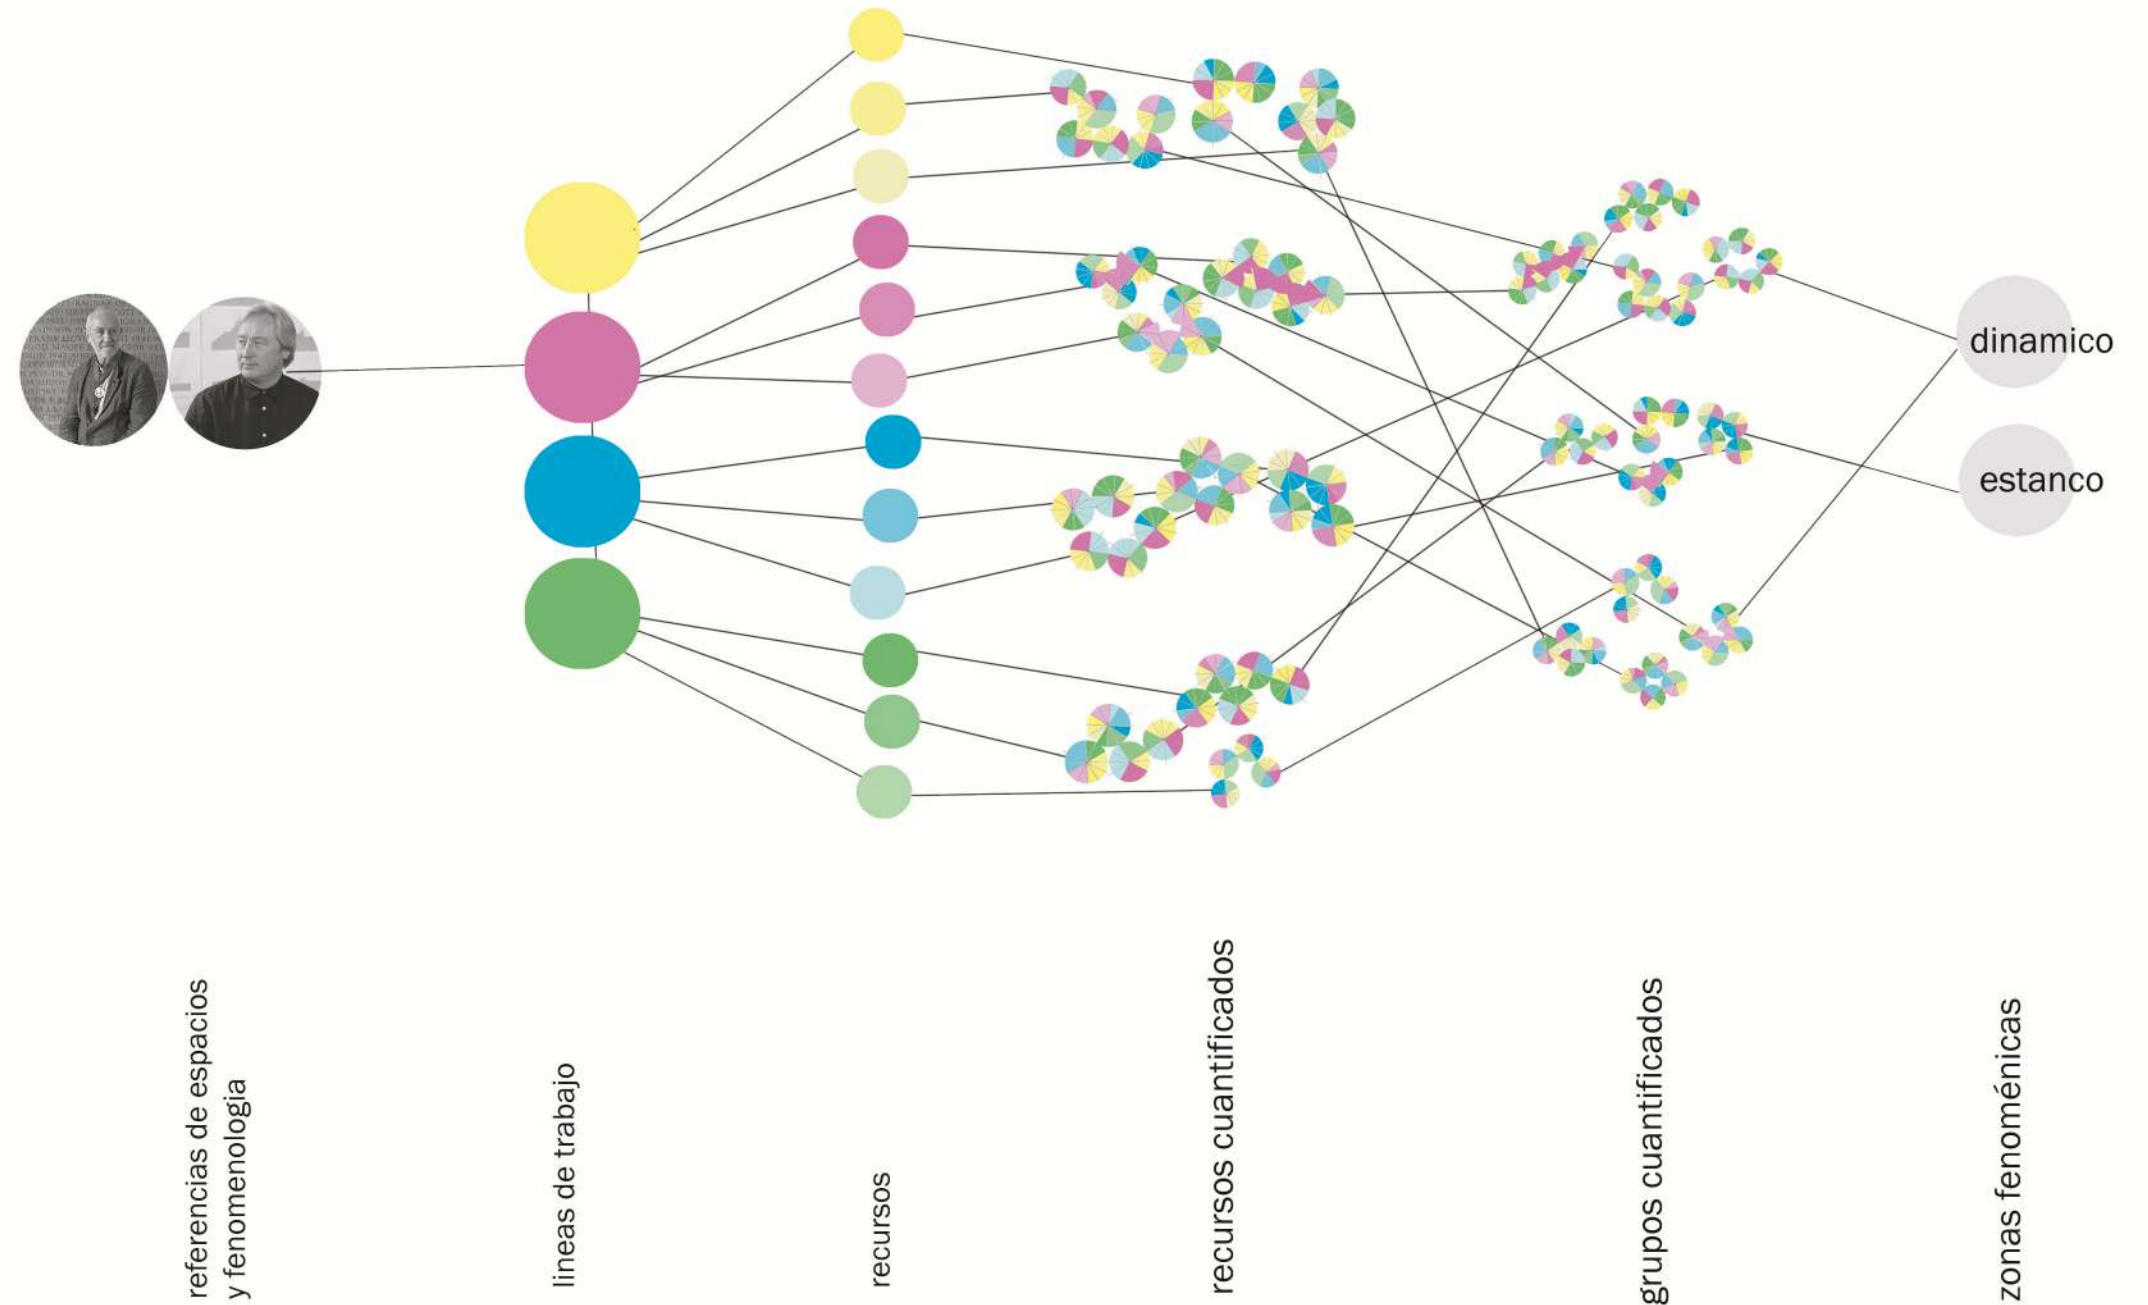 dinamico
estanco
referencias de espacios
y fenomenologia
lineas de trabajo
recursos
recursos cuantificados
grupos cuantificados
zonas fenoménicas